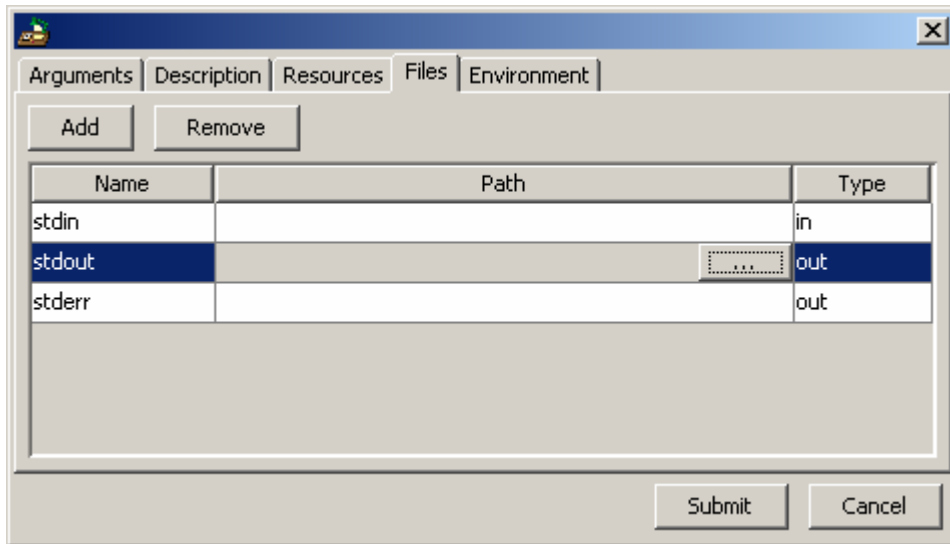 Arguments Description Resources Files Environment
Add Remove
Name Path Type
stdin in
stdout ... out
stderr out
Submit Cancel